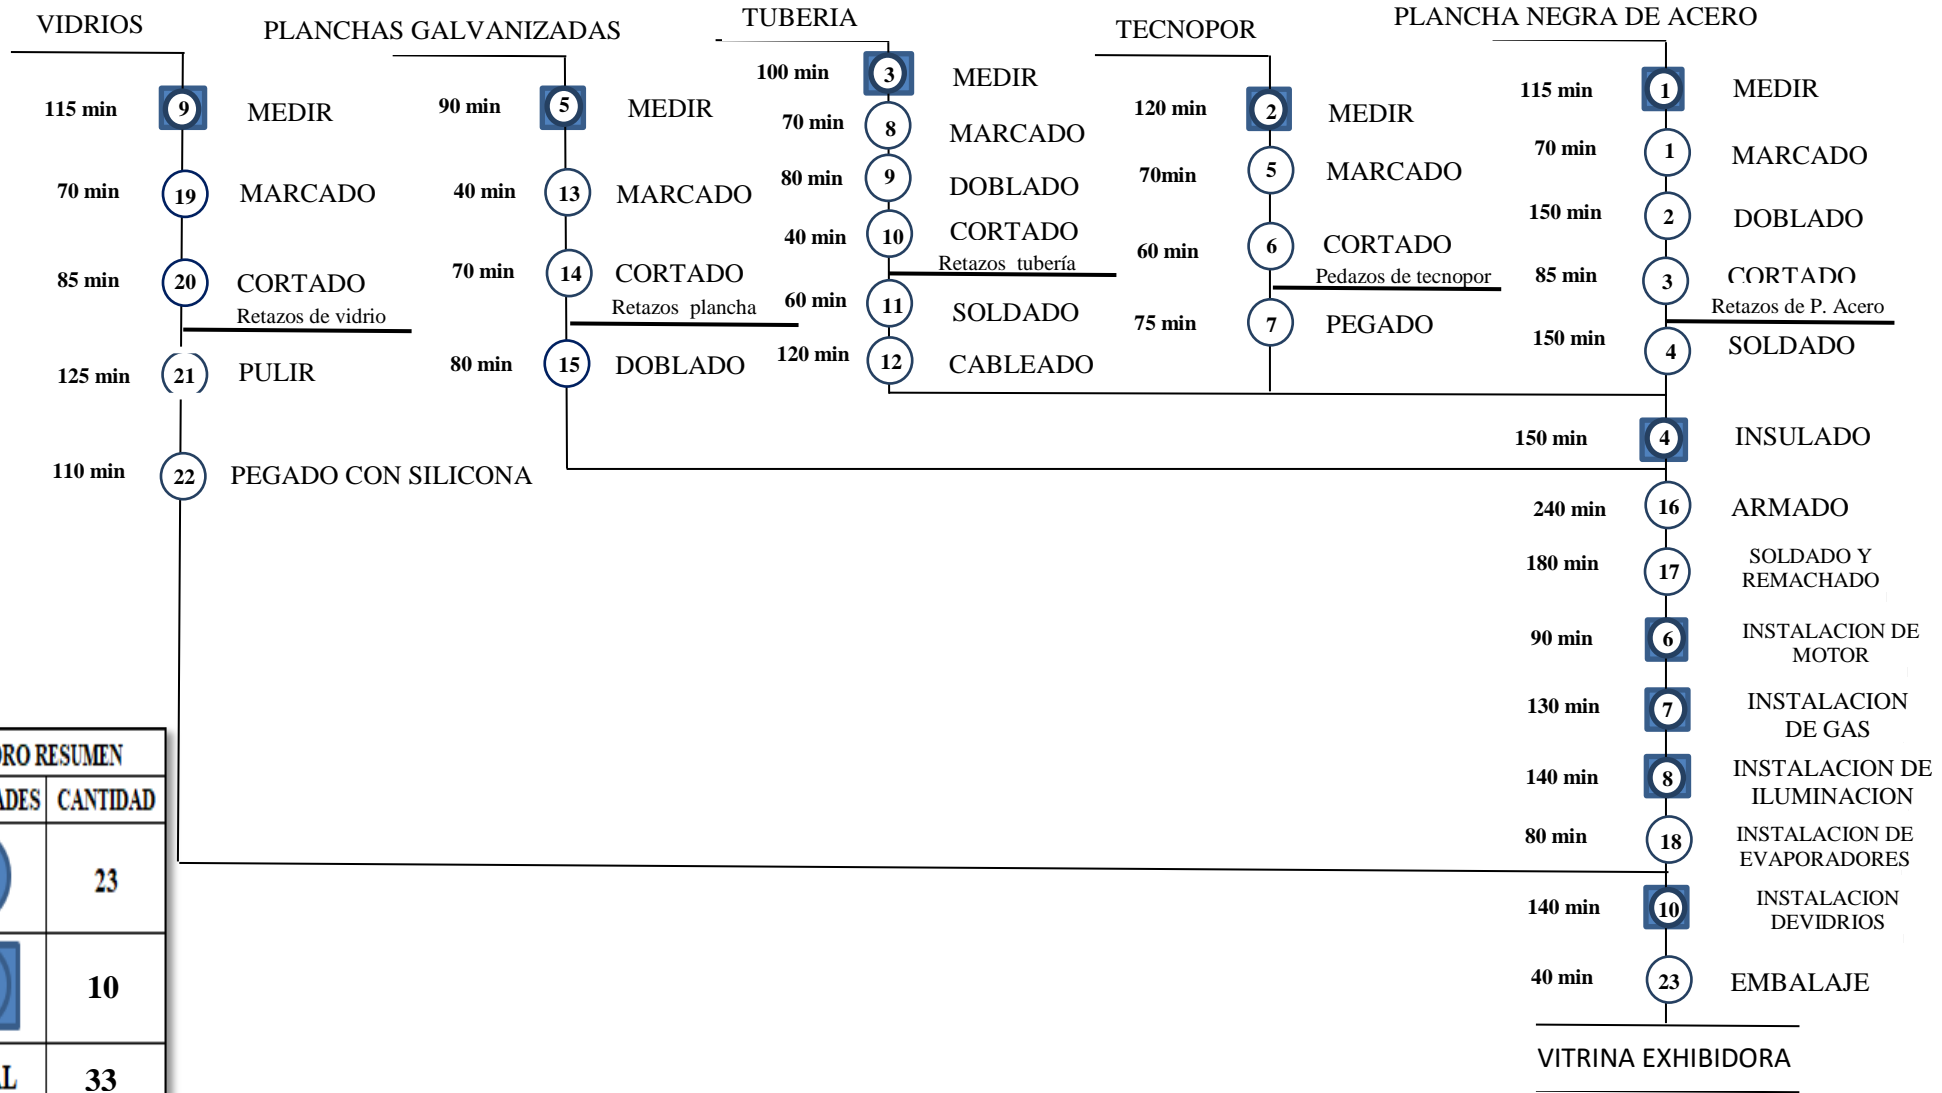 VIDRIOS
115 min 9 MEDIR
70 min 19 MARCADO
85 min 20 CORTADO
Retazos de vidrio
125 min 21 PULIR
110 min 22 PEGADO CON SILICONA
PLANCHAS GALVANIZADAS
90 min 5 MEDIR
40 min 13 MARCADO
70 min 14 CORTADO
Retazos plancha
80 min 15 DOBLADO
TUBERIA
100 min 3 MEDIR
70 min 8 MARCADO
80 min 9 DOBLADO
40 min 10 CORTADO
Retazos tubería
60 min 11 SOLDADO
120 min 12 CABLEADO
TECNOPOR
120 min 2 MEDIR
70min 5 MARCADO
60 min 6 CORTADO
Pedazos de tecnopor
75 min 7 PEGADO
PLANCHA NEGRA DE ACERO
115 min 1 MEDIR
70 min 1 MARCADO
150 min 2 DOBLADO
85 min 3 CORTADO
Retazos de P. Acero
150 min 4 SOLDADO
150 min 4 INSULADO
240 min 16 ARMADO
180 min 17 SOLDADO Y
REMACHADO
90 min 6 INSTALACION DE
MOTOR
130 min 7 INSTALACION
DE GAS
140 min 8 INSTALACION DE
ILUMINACION
80 min 18 INSTALACION DE
EVAPORADORES
140 min 10 INSTALACION
DEVIDRIOS
40 min 23 EMBALAJE
VITRINA EXHIBIDORA
RESUMEN
CANTIDAD
23
10
33